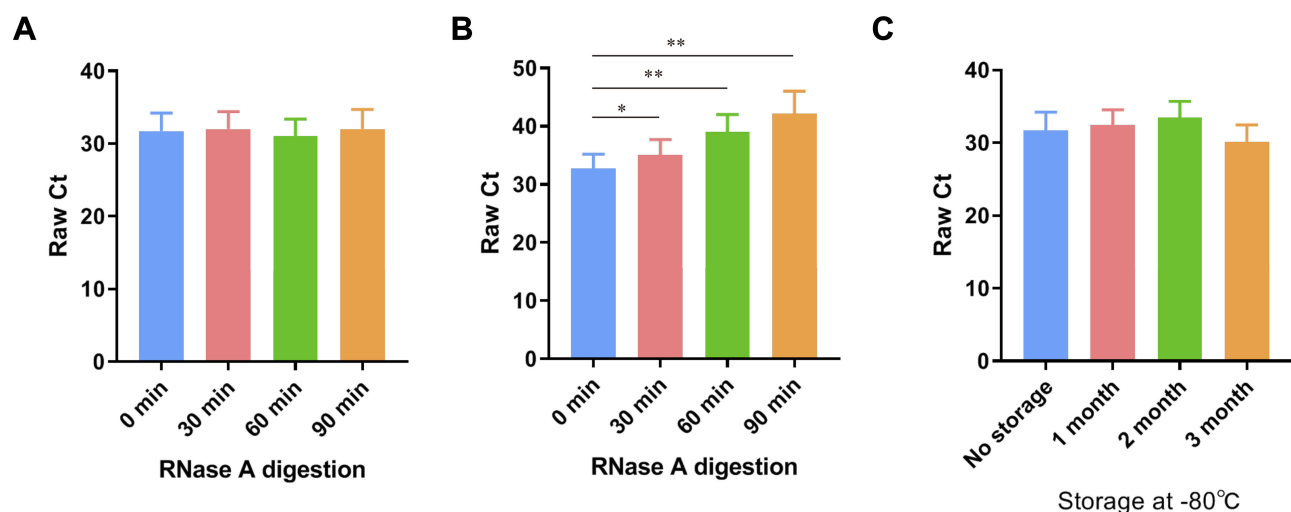 A
Raw Ct
40
30
20
10
0
0 min
30 min
60 min
90 min
RNase A digestion
B
Raw Ct
50
40
30
20
10
0
**
**
*
0 min
30 min
60 min
90 min
RNase A digestion
C
Raw Ct
40
30
20
10
0
No storage
1 month
2 month
3 month
Storage at -80℃